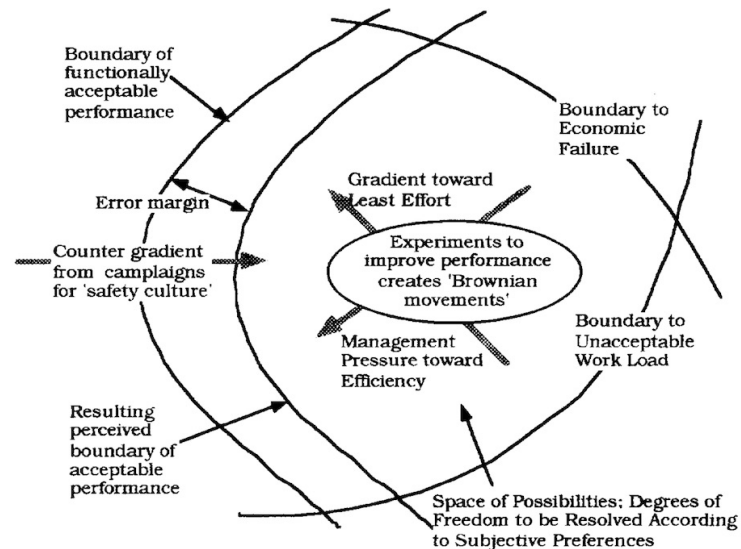 Boundary of
functionally
acceptable
performance
Boundary to
Economic
Failure
Gradient toward
Least Effort
Error margin
Counter gradient
from campaigns
for 'safety culture'
Experiments to
improve performance
creates 'Brownian
movements'
Management
Pressure toward
Efficiency
Boundary to
Unacceptable
Work Load
Resulting
perceived
boundary of
acceptable
performance
Space of Possibilities; Degrees of
Freedom to be Resolved According
to Subjective Preferences